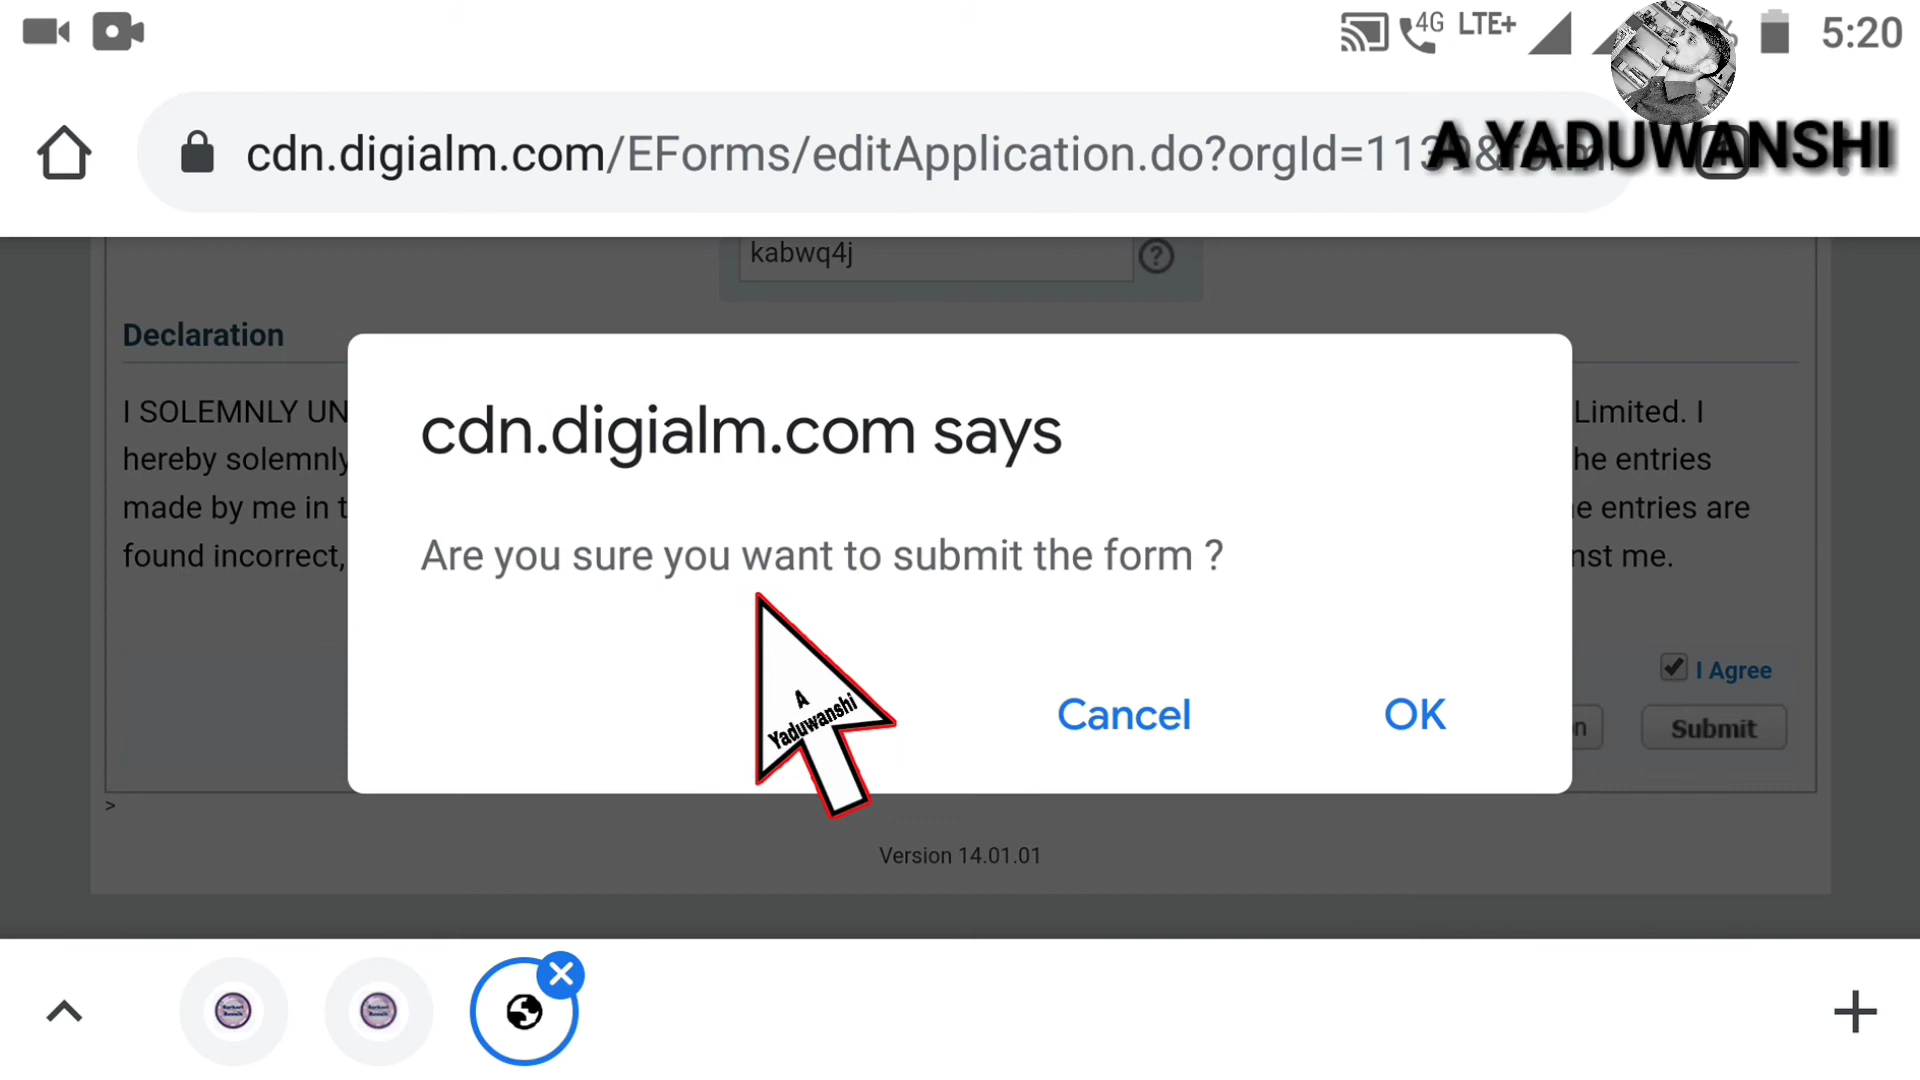 4G LTE+ 5:20
cdn.digialm.com/EForms/editApplication.do?orgId=1139&form
A YADUWANSHI
kabwq4j
Declaration
I SOLEMNLY UN
Limited. I
hereby solemnly
he entries
made by me in t
e entries are
found incorrect,
nst me.
cdn.digialm.com says
Are you sure you want to submit the form ?
A
Yaduwanshi
Cancel OK
I Agree
n Submit
>
Version 14.01.01